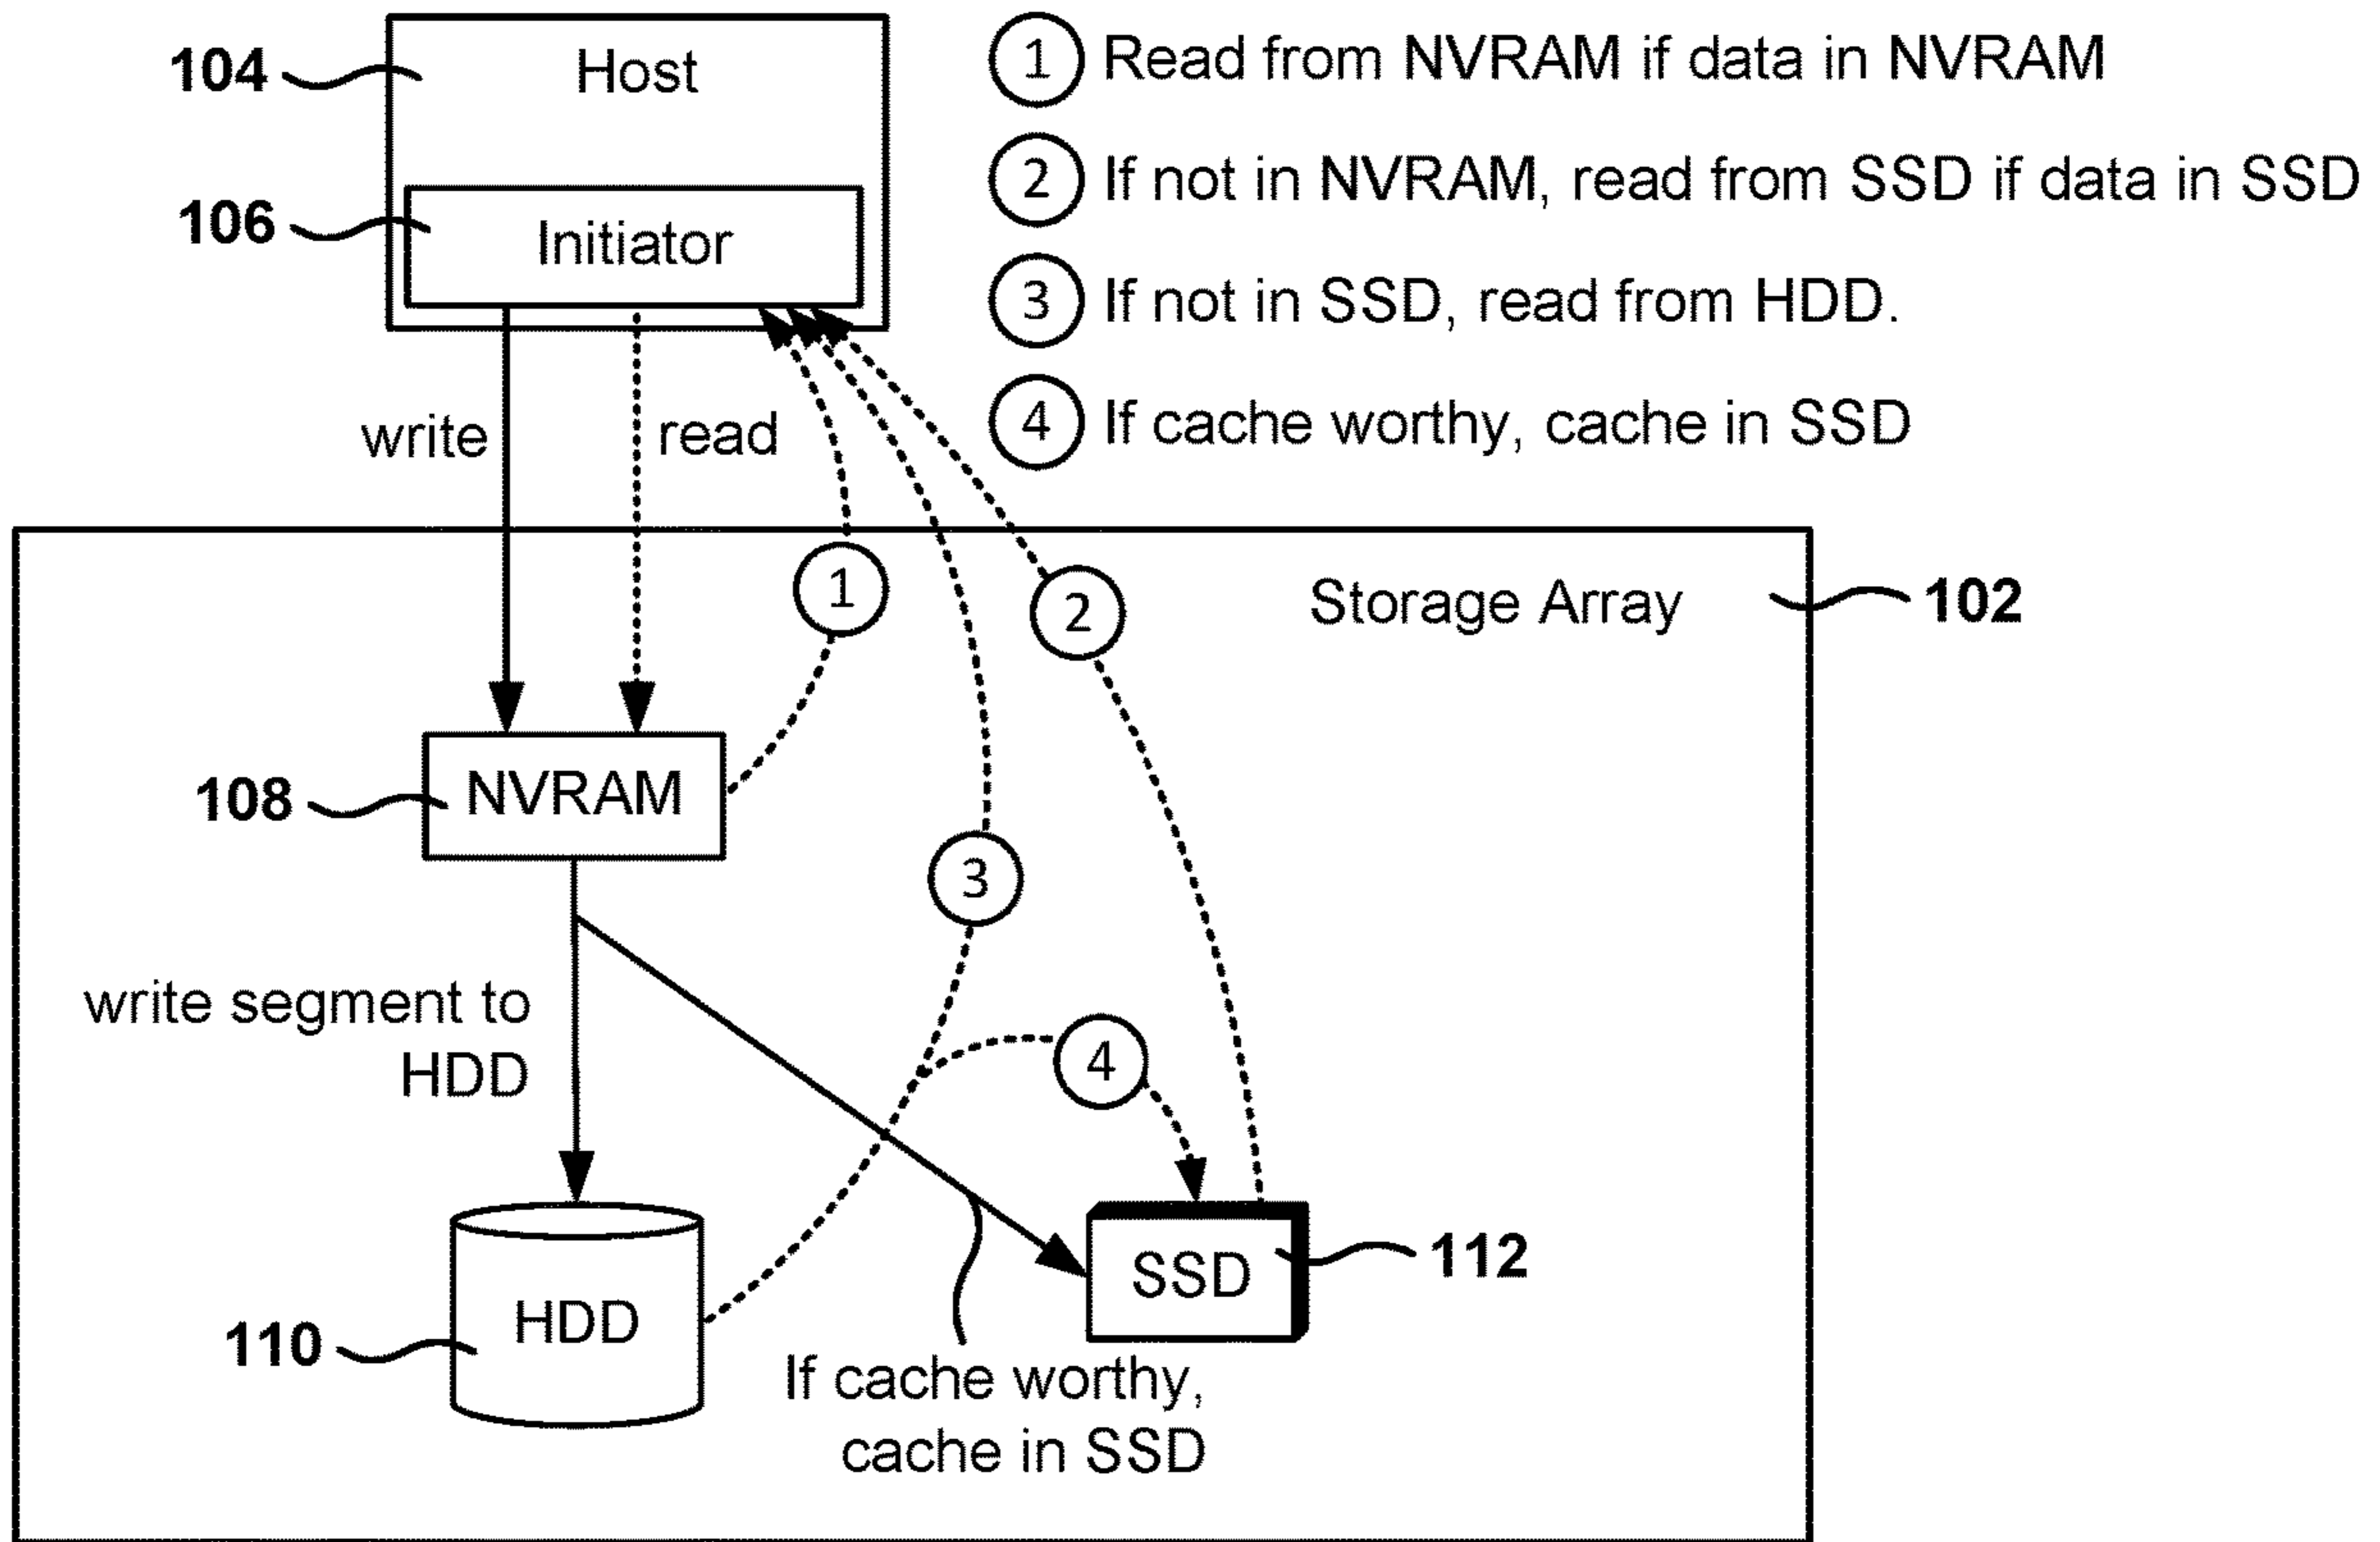 104
Host
106
Initiator
1 Read from NVRAM if data in NVRAM
2 If not in NVRAM, read from SSD if data in SSD
3 If not in SSD, read from HDD.
4 If cache worthy, cache in SSD
write
read
1
2
Storage Array
102
108
NVRAM
3
write segment to
HDD
4
110
HDD
SSD
112
If cache worthy,
cache in SSD